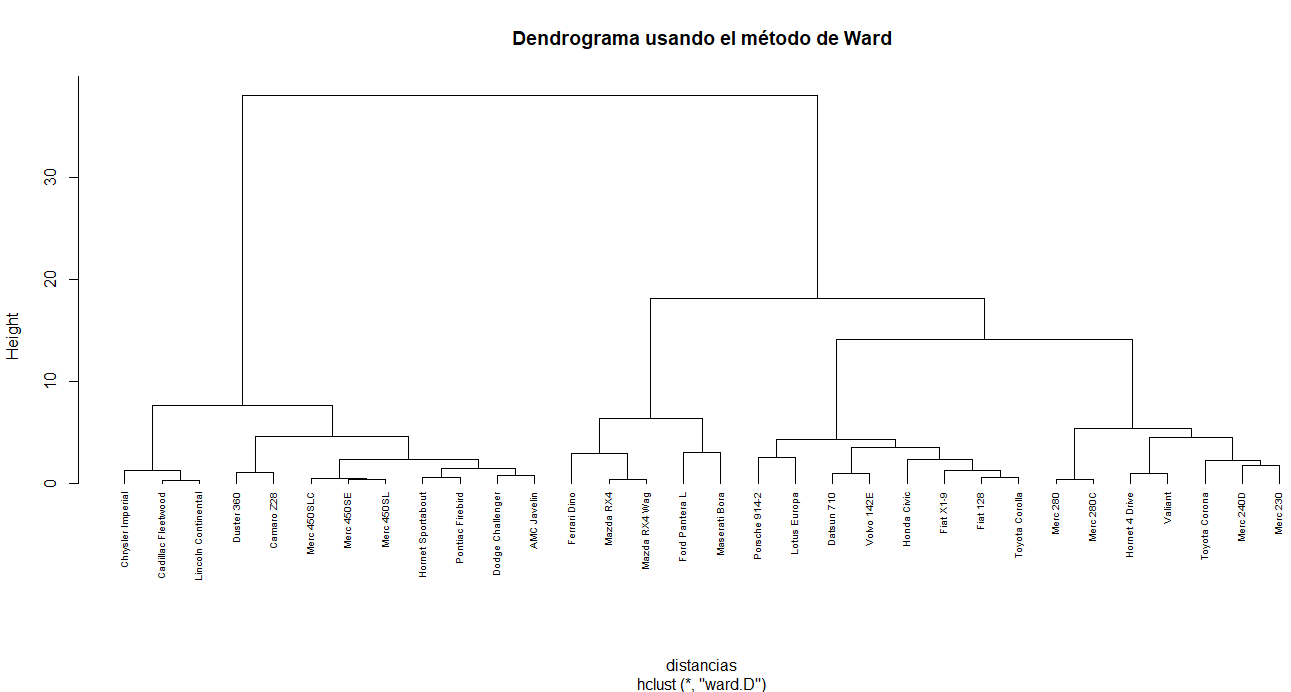 Dendrograma usando el método de Ward
Height
30
20
10
0
Chrysler Imperial
Cadillac Fleetwood
Lincoln Continental
Duster 360
Camaro Z28
Merc 450SLC
Merc 450SE
Merc 450SL
Hornet Sportabout
Pontiac Firebird
Dodge Challenger
AMC Javelin
Ferrari Dino
Mazda RX4
Mazda RX4 Wag
Ford Pantera L
Maserati Bora
Porsche 914-2
Lotus Europa
Datsun 710
Volvo 142E
Honda Civic
Fiat X1-9
Fiat 128
Toyota Corolla
Merc 280
Merc 280C
Hornet 4 Drive
Valiant
Toyota Corona
Merc 240D
Merc 230
distancias
hclust (*, "ward.D")